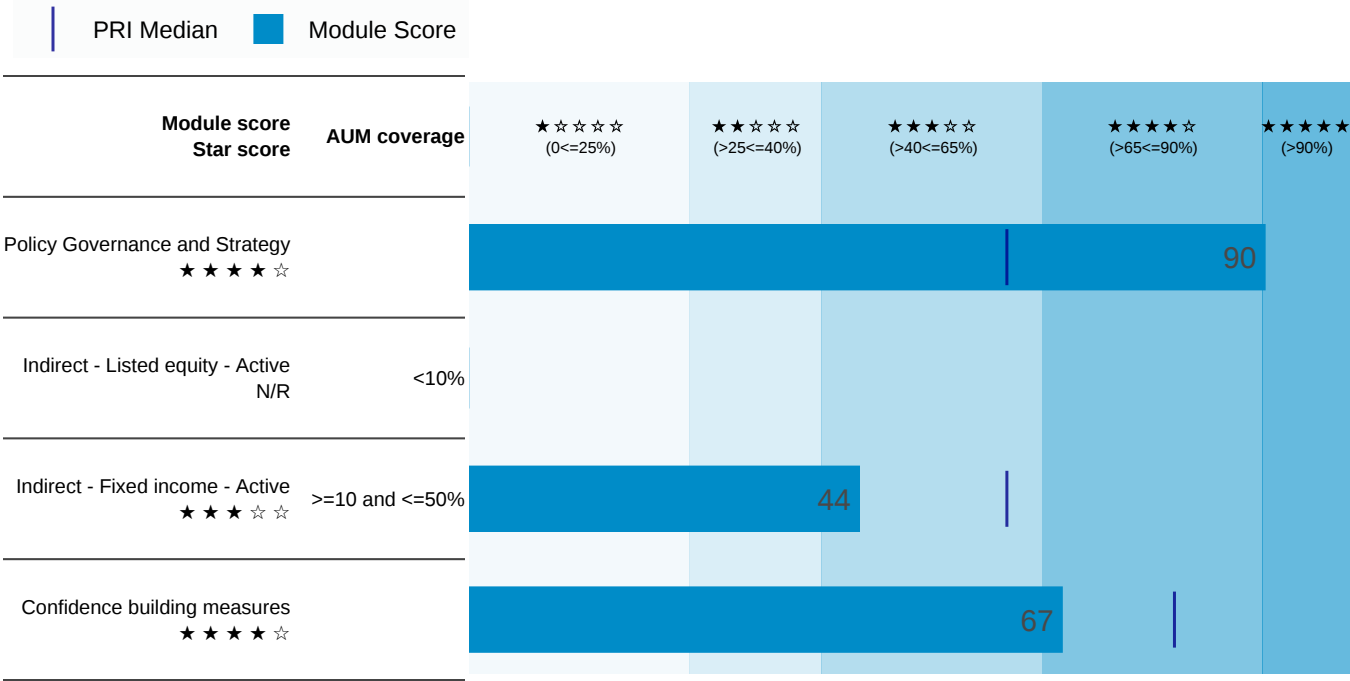 PRI Median Module Score
Module score
Star score
AUM coverage
★☆☆☆☆ ★★☆☆☆ ★★★☆☆ ★★★★☆ ★★★★★
(0<=25%) (>25<=40%) (>40<=65%) (>65<=90%) (>90%)
Policy Governance and Strategy
★★★★☆
90
Indirect - Listed equity - Active
N/R
<10%
Indirect - Fixed income - Active
★★★☆☆
>=10 and <=50%
44
Confidence building measures
★★★★☆
67